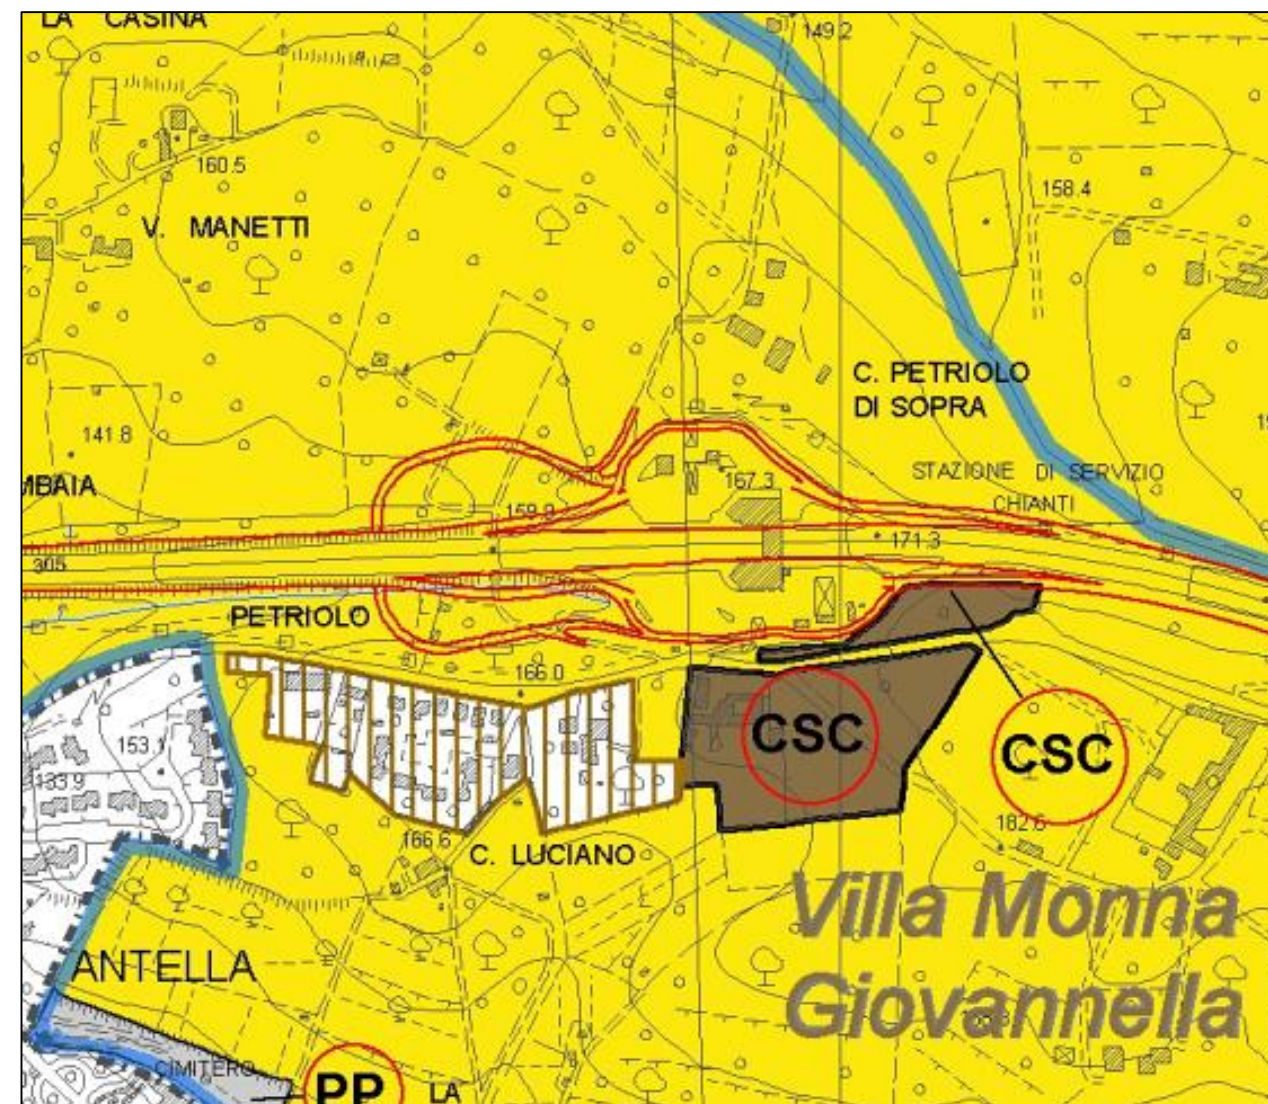 LA CASINA
149.2
160.5
158.4
V. MANETTI
C. PETRIOLO
DI SOPRA
141.8
MBAIA
STAZIONE DI SERVIZIO
CHIANTI
167.3
159.9
171.3
305
PETRIOLO
166.0
CSC
CSC
153.1
133.9
182.6
166.6
C. LUCIANO
Villa Monna
Giovannella
ANTELLA
CIMITERO
PP
LA